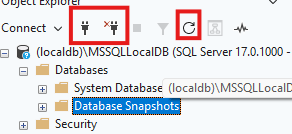 Object Explorer
Connect
(localdb)\MSSQLLocalDB (SQL Server 17.0.1000
Databases
System Database
(localdb)\MSSQLLocalD
Database Snapshots
Security